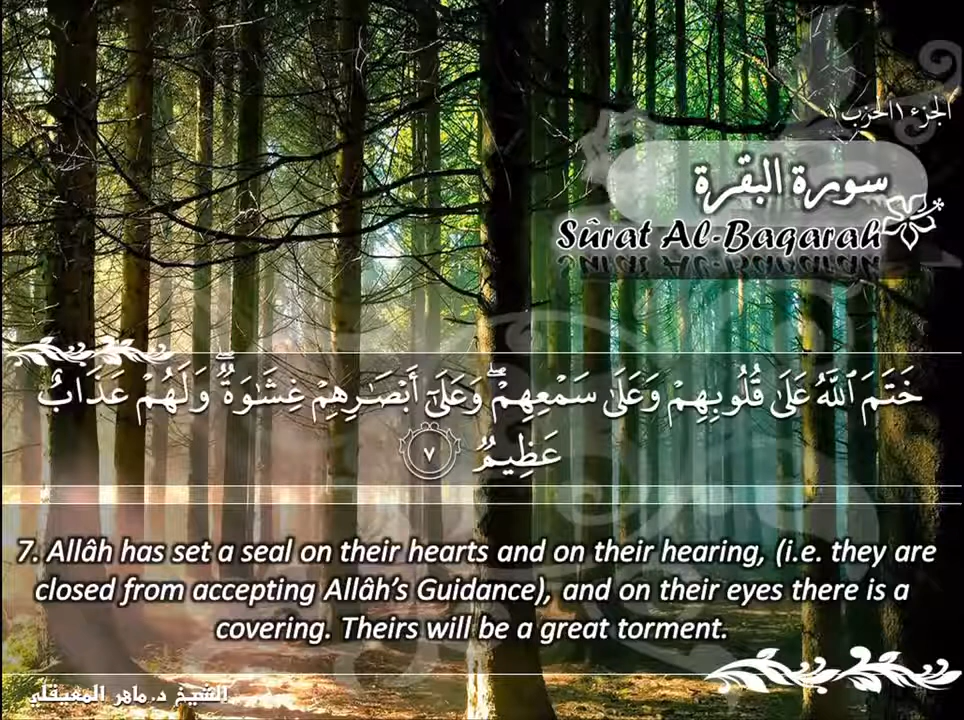 الجزء ١ الحزب ١
سورة البقرة
Sûrat Al-Baqarah
خَتَمَ ٱللَّهُ عَلَىٰ قُلُوبِهِمْ وَعَلَىٰ سَمْعِهِمْ ۖ وَعَلَىٰٓ أَبْصَـٰرِهِمْ غِشَـٰوَةٌ ۖ وَلَهُمْ عَذَابٌ
عَظِيمٌ ٧
7. Allâh has set a seal on their hearts and on their hearing, (i.e. they are
closed from accepting Allâh’s Guidance), and on their eyes there is a
covering. Theirs will be a great torment.
الشيخ د. ماهر المعيقلي